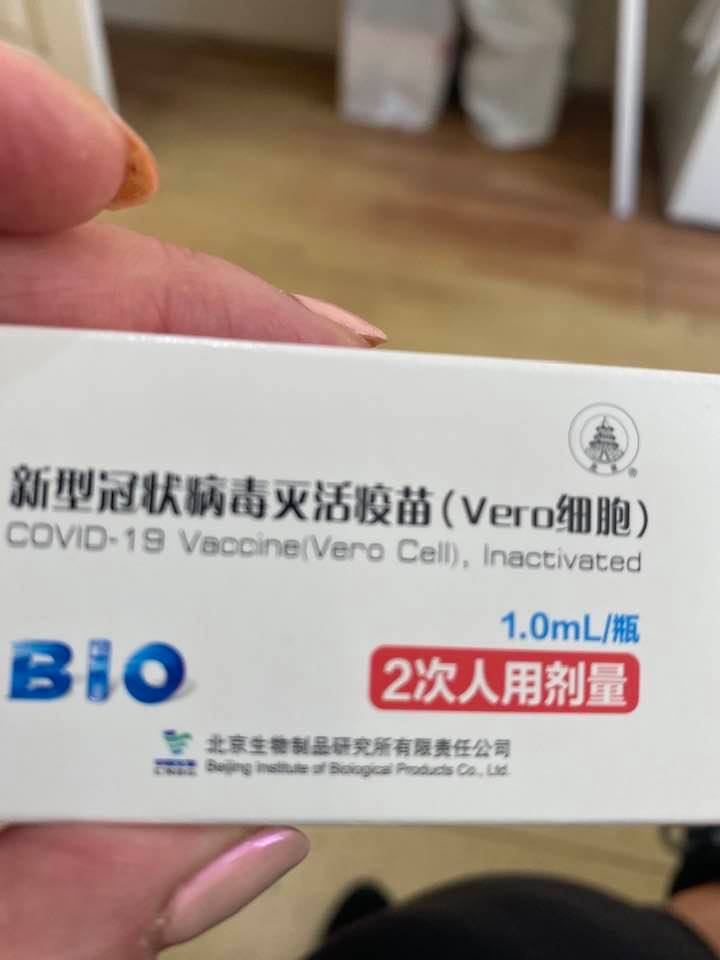 新型冠状病毒灭活疫苗(Vero细胞)
COVID-19 Vaccine(Vero Cell), Inactivated
1.0mL/瓶
BIO
2次人用剂量
北京生物制品研究所有限责任公司
Beijing Institute of Biological Products Co., Ltd.